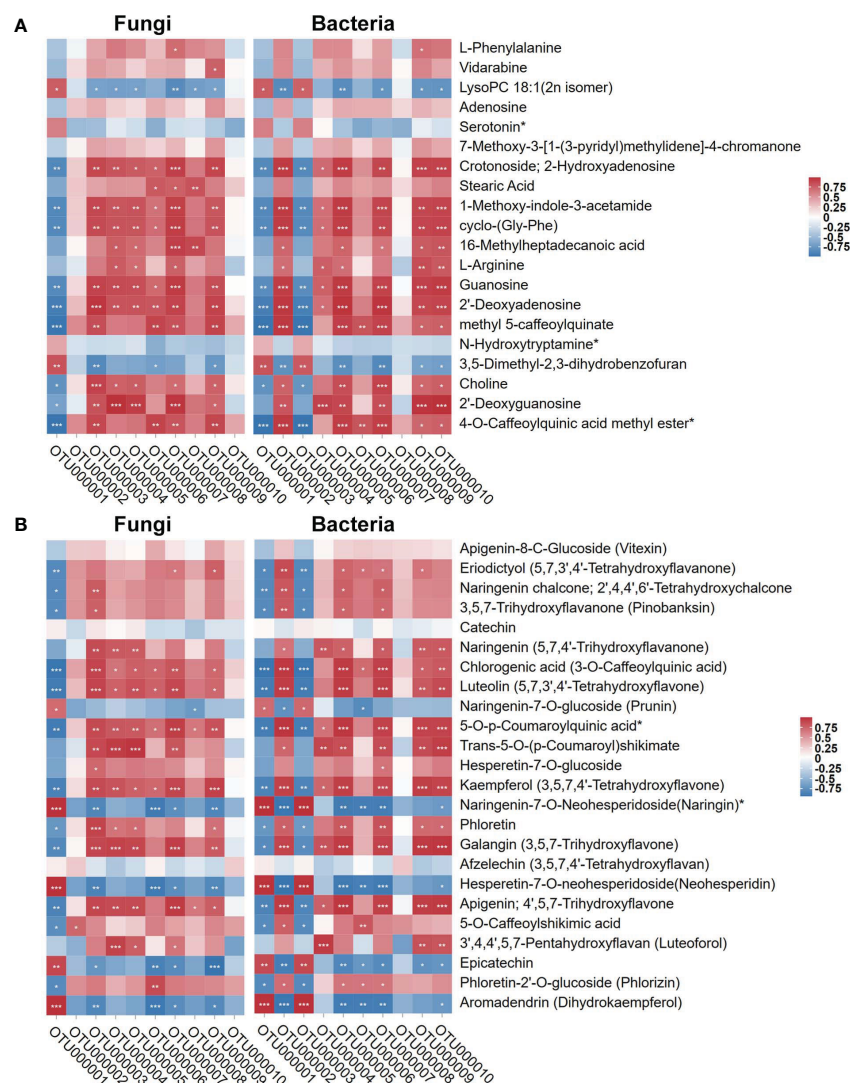 A
Fungi
Bacteria
L-Phenylalanine
Vidarabine
LysoPC 18:1(2n isomer)
Adenosine
Serotonin*
7-Methoxy-3-[1-(3-pyridyl)methylidene]-4-chromanone
Crotonoside; 2-Hydroxyadenosine
Stearic Acid
1-Methoxy-indole-3-acetamide
cyclo-(Gly-Phe)
16-Methylheptadecanoic acid
L-Arginine
Guanosine
2'-Deoxyadenosine
methyl 5-caffeoylquinate
N-Hydroxytryptamine*
3,5-Dimethyl-2,3-dihydrobenzofuran
Choline
2'-Deoxyguanosine
4-O-Caffeoylquinic acid methyl ester*
0.75
0.5
0.25
0
-0.25
-0.5
-0.75
OTU000001
OTU000002
OTU000003
OTU000004
OTU000005
OTU000006
OTU000007
OTU000008
OTU000009
OTU000010
OTU000001
OTU000002
OTU000003
OTU000004
OTU000005
OTU000006
OTU000007
OTU000008
OTU000009
OTU000010
B
Fungi
Bacteria
Apigenin-8-C-Glucoside (Vitexin)
Eriodictyol (5,7,3',4'-Tetrahydroxyflavanone)
Naringenin chalcone; 2',4,4',6'-Tetrahydroxychalcone
3,5,7-Trihydroxyflavanone (Pinobanksin)
Catechin
Naringenin (5,7,4'-Trihydroxyflavanone)
Chlorogenic acid (3-O-Caffeoylquinic acid)
Luteolin (5,7,3',4'-Tetrahydroxyflavone)
Naringenin-7-O-glucoside (Prunin)
5-O-p-Coumaroylquinic acid*
Trans-5-O-(p-Coumaroyl)shikimate
Hesperetin-7-O-glucoside
Kaempferol (3,5,7,4'-Tetrahydroxyflavone)
Naringenin-7-O-Neohesperidoside(Naringin)*
Phloretin
Galangin (3,5,7-Trihydroxyflavone)
Afzelechin (3,5,7,4'-Tetrahydroxyflavan)
Hesperetin-7-O-neohesperidoside(Neohesperidin)
Apigenin; 4',5,7-Trihydroxyflavone
5-O-Caffeoylshikimic acid
3',4,4',5,7-Pentahydroxyflavan (Luteoforol)
Epicatechin
Phloretin-2'-O-glucoside (Phlorizin)
Aromadendrin (Dihydrokaempferol)
0.75
0.5
0.25
0
-0.25
-0.5
-0.75
OTU000001
OTU000002
OTU000003
OTU000004
OTU000005
OTU000006
OTU000007
OTU000008
OTU000009
OTU000010
OTU000001
OTU000002
OTU000003
OTU000004
OTU000005
OTU000006
OTU000007
OTU000008
OTU000009
OTU000010